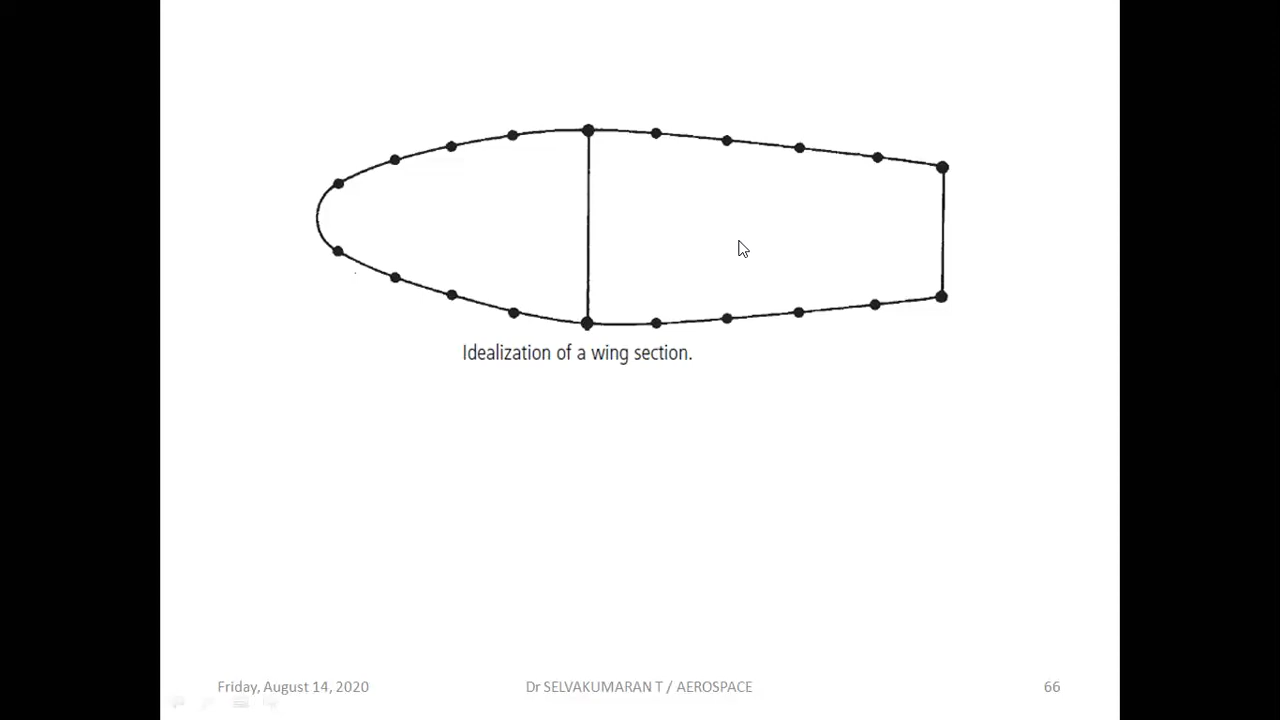 Idealization of a wing section.
Friday, August 14, 2020
Dr SELVAKUMARAN T / AEROSPACE
66